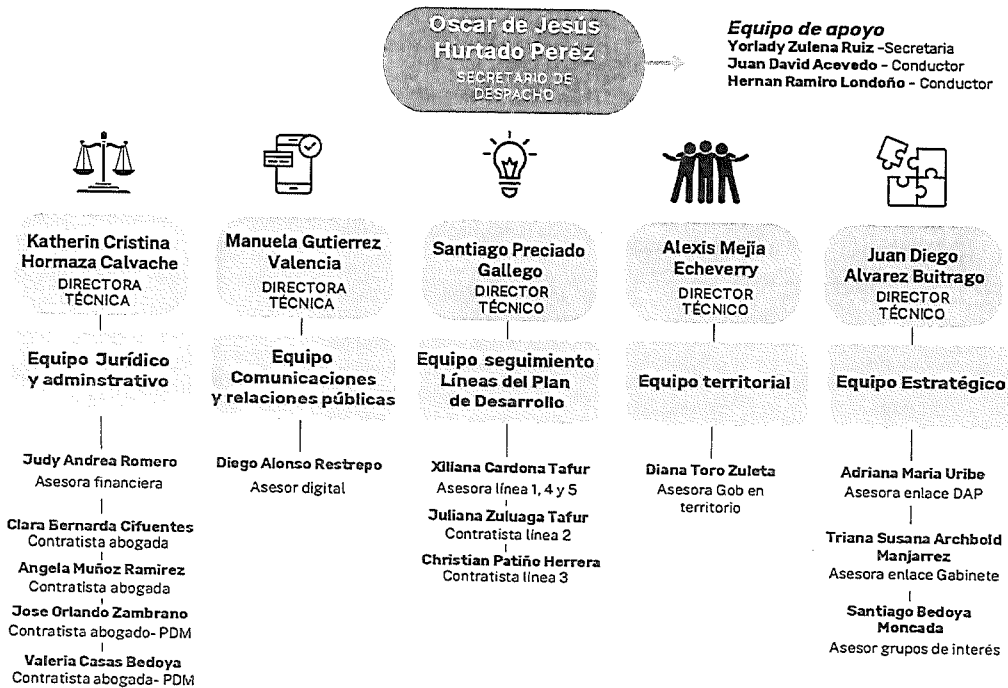 Oscar de Jesús
Hurtado Perez
SECRETARIO DE
DESPACHO
Equipo de apoyo
Yorlady Zulena Ruiz -Secretaria
Juan David Acevedo - Conductor
Hernan Ramiro Londoño - Conductor
Katherin Cristina
Hormaza Calvache
DIRECTORA
TÉCNICA
Equipo Jurídico
y adminstrativo
Judy Andrea Romero
Asesora financiera
Clara Bernarda Cifuentes
Contratista abogada
Angela Muñoz Ramirez
Contratista abogada
Jose Orlando Zambrano
Contratista abogado- PDM
Valeria Casas Bedoya
Contratista abogada- PDM
Manuela Gutierrez
Valencia
DIRECTORA
TÉCNICA
Equipo
Comunicaciones
y relaciones públicas
Diego Alonso Restrepo
Asesor digital
Santiago Preciado
Gallego
DIRECTOR
TÉCNICO
Equipo seguimiento
Líneas del Plan
de Desarrollo
Xiliana Cardona Tafur
Asesora línea 1, 4 y 5
Juliana Zuluaga Tafur
Contratista línea 2
Christian Patiño Herrera
Contratista línea 3
Alexis Mejía
Echeverry
DIRECTOR
TÉCNICO
Equipo territorial
Diana Toro Zuleta
Asesora Gob en
territorio
Juan Diego
Alvarez Buitrago
DIRECTOR
TÉCNICO
Equipo Estratégico
Adriana Maria Uribe
Asesora enlace DAP
Triana Susana Archbold
Manjarrez
Asesora enlace Gabinete
Santiago Bedoya
Moncada
Asesor grupos de interés